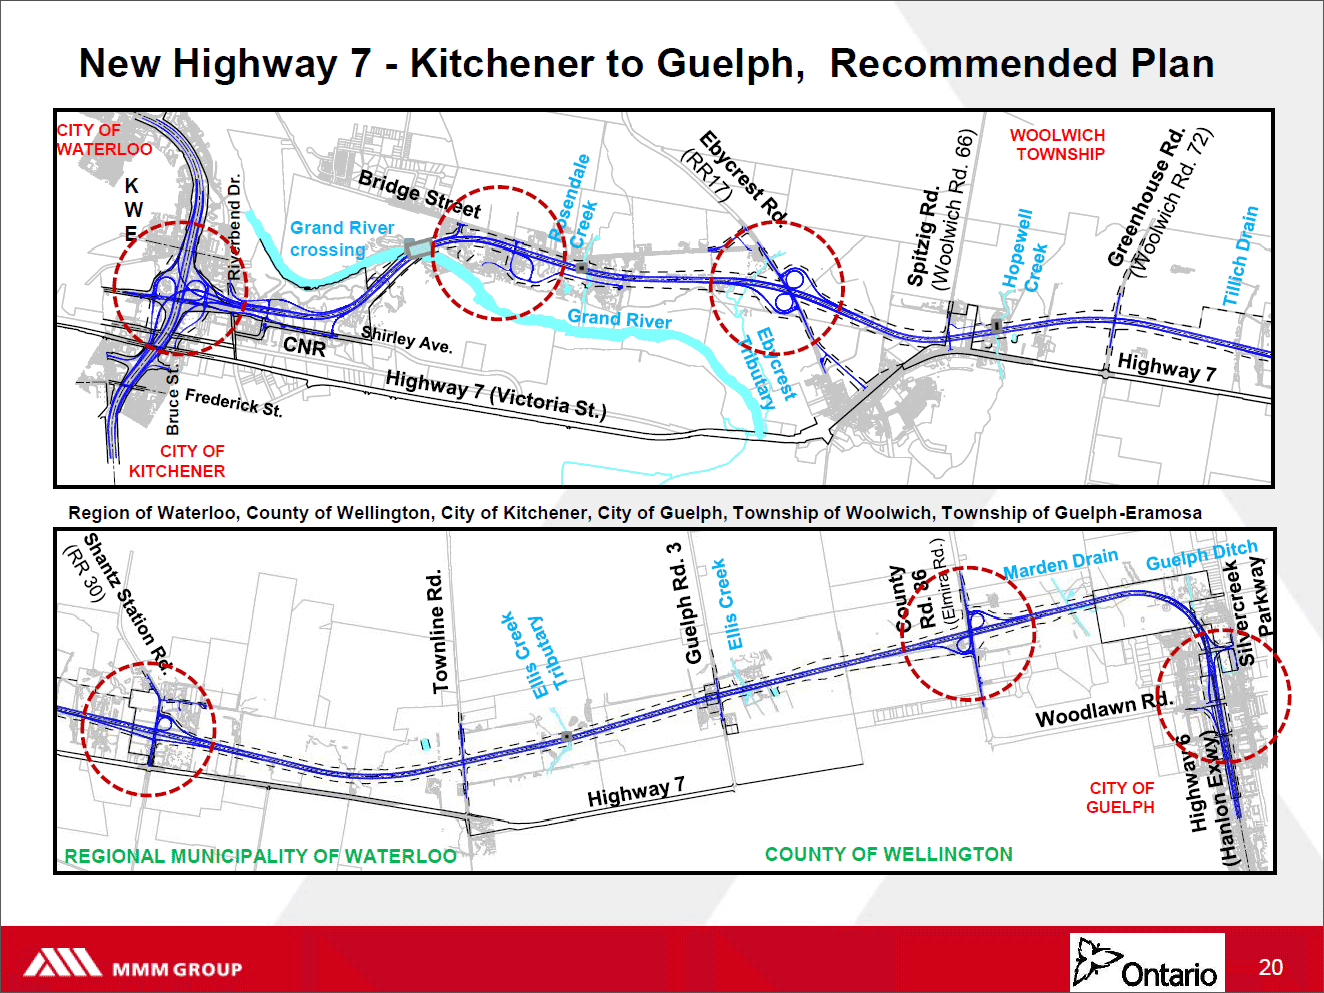 New Highway 7 - Kitchener to Guelph, Recommended Plan
CITY OF
WATERLOO
K
W
E
Riverbend Dr.
Bridge Street
Grand River
crossing
Rosendale
Creek
Ebycrest Rd.
(RR17)
Spitzig Rd.
(Woolwich Rd. 66)
WOOLWICH
TOWNSHIP
Hopewell
Creek
Greenhouse Rd.
(Woolwich Rd. 72)
Tillich Drain
Grand River
Shirley Ave.
CNR
Highway 7 (Victoria St.)
Ebycrest
Tributary
Highway 7
Bruce St.
Frederick St.
CITY OF
KITCHENER
Region of Waterloo, County of Wellington, City of Kitchener, City of Guelph, Township of Woolwich, Township of Guelph-Eramosa
Shantz Station Rd.
(RR 30)
Townline Rd.
Ellis Creek
Tributary
Guelph Rd. 3
Ellis Creek
County
Rd. 86
(Elmira Rd.)
Marden Drain
Guelph Ditch
Silvercreek
Parkway
Woodlawn Rd.
Highway 6
(Hanlon Exwy)
Highway 7
CITY OF
GUELPH
REGIONAL MUNICIPALITY OF WATERLOO
COUNTY OF WELLINGTON
MMM GROUP
Ontario
20